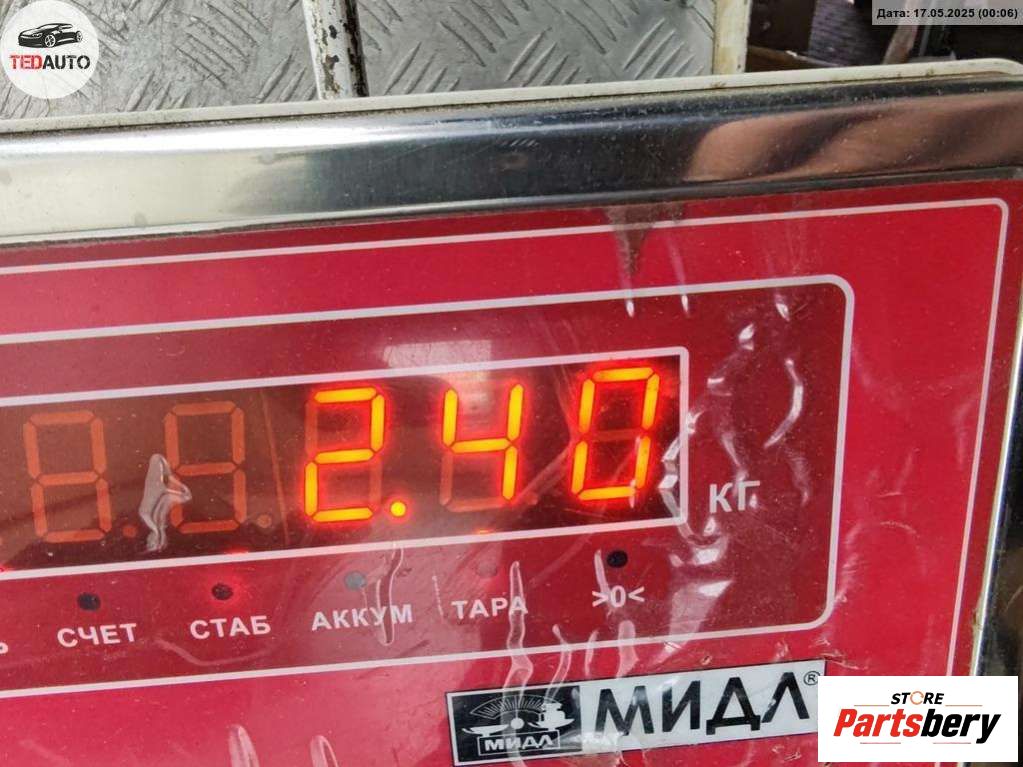 TEDAUTO
Дата: 17.05.2025 (00:06)
2.40
КГ
СЧЕТ СТАБ АККУМ ТАРА >0<
МИДЛ МИДЛ®
STORE
Partsbery